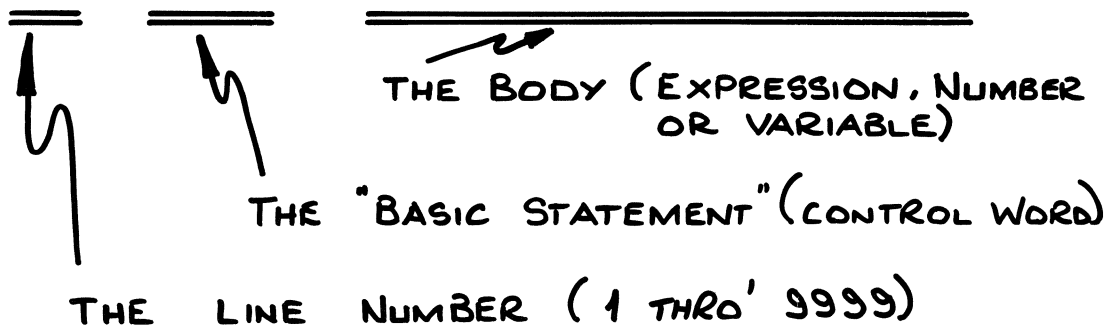 THE BODY (EXPRESSION, NUMBER
OR VARIABLE)
THE "BASIC STATEMENT" (CONTROL WORD)
THE LINE NUMBER (1 THRO' 9999)